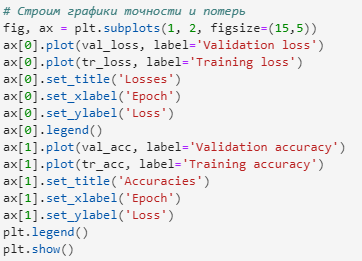 # Строим графики точности и потерь
fig, ax = plt.subplots(1, 2, figsize=(15,5))
ax[0].plot(val_loss, label='Validation loss')
ax[0].plot(tr_loss, label='Training loss')
ax[0].set_title('Losses')
ax[0].set_xlabel('Epoch')
ax[0].set_ylabel('Loss')
ax[0].legend()
ax[1].plot(val_acc, label='Validation accuracy')
ax[1].plot(tr_acc, label='Training accuracy')
ax[1].set_title('Accuracies')
ax[1].set_xlabel('Epoch')
ax[1].set_ylabel('Loss')
plt.legend()
plt.show()